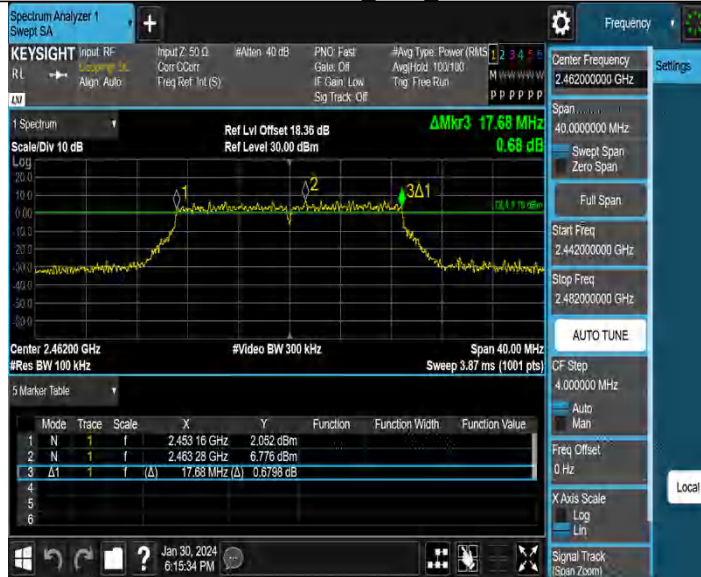 Spectrum Analyzer 1
Swept SA
Frequency
KEYSIGHT
Input: RF
Input Z: 50 Ω
#Atten: 40 dB
PNO: Fast
#Avg Type: Power (RMS
1 2 3 4 5 6
RL
Align: Auto
Corr CCorr
Freq Ref: Int (S)
Gate: Off
IF Gain: Low
Sig Track: Off
Avg|Hold: 100/100
Trig: Free Run
M W W W W W
P P P P P P
LXI
1 Spectrum
Scale/Div 10 dB
Ref Lvl Offset 18.36 dB
Ref Level 30.00 dBm
ΔMkr3 17.68 MHz
0.68 dB
Log
20.0
10.0
0.00
-10.0
-20.0
-30.0
-40.0
-50.0
-60.0
1
2
3Δ1
Center 2.46200 GHz
#Res BW 100 kHz
#Video BW 300 kHz
Span 40.00 MHz
Sweep 3.87 ms (1001 pts)
5 Marker Table
Mode Trace Scale X Y Function Function Width Function Value
1 N 1 f 2.453 16 GHz 2.052 dBm
2 N 1 f 2.463 28 GHz 6.776 dBm
3 Δ1 1 f (Δ) 17.68 MHz (Δ) 0.6798 dB
4
5
6
?
Jan 30, 2024
6:15:34 PM
Center Frequency
2.462000000 GHz
Settings
Span
40.0000000 MHz
Swept Span
Zero Span
Full Span
Start Freq
2.442000000 GHz
Stop Freq
2.482000000 GHz
AUTO TUNE
CF Step
4.000000 MHz
Auto
Man
Freq Offset
0 Hz
X Axis Scale
Log
Lin
Local
Signal Track
(Span Zoom)